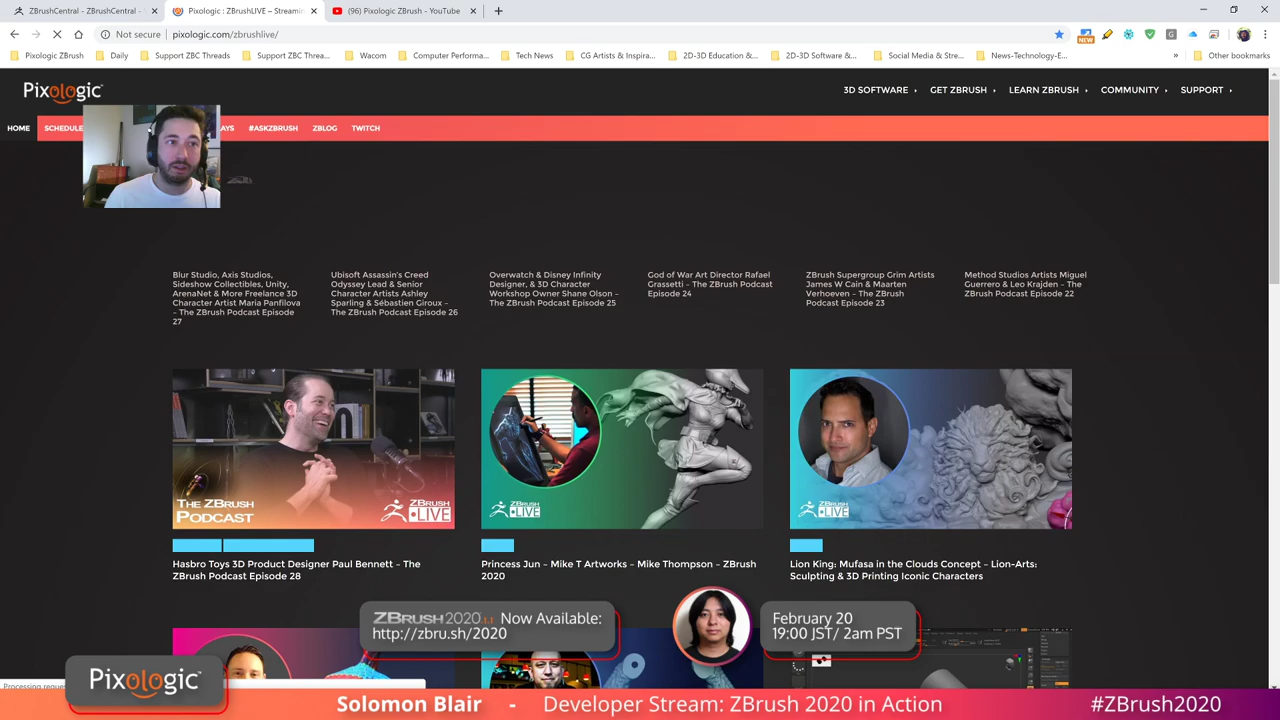 ZBrushCentral - ZBrushCentral -
Pixologic : ZBrushLIVE – Streamin
(96) Pixologic ZBrush - YouTube
Not secure
pixologic.com/zbrushlive/
NEW
Pixologic ZBrush
Daily
Support ZBC Threads
Support ZBC Threa...
Wacom
Computer Performa...
Tech News
CG Artists & Inspira...
2D-3D Education &...
2D-3D Software &...
Social Media & Stre...
News-Technology-E...
Other bookmarks
Pixologic
3D SOFTWARE
GET ZBRUSH
LEARN ZBRUSH
COMMUNITY
SUPPORT
HOME
SCHEDULE
AYS
#ASKZBRUSH
ZBLOG
TWITCH
Blur Studio, Axis Studios,
Sideshow Collectibles, Unity,
ArenaNet & More Freelance 3D
Character Artist Maria Panfilova
– The ZBrush Podcast Episode
27
Ubisoft Assassin's Creed
Odyssey Lead & Senior
Character Artists Ashley
Sparling & Sébastien Giroux –
The ZBrush Podcast Episode 26
Overwatch & Disney Infinity
Designer, & 3D Character
Workshop Owner Shane Olson –
The ZBrush Podcast Episode 25
God of War Art Director Rafael
Grassetti – The ZBrush Podcast
Episode 24
ZBrush Supergroup Grim Artists
James W Cain & Maarten
Verhoeven – The ZBrush
Podcast Episode 23
Method Studios Artists Miguel
Guerrero & Leo Krajden – The
ZBrush Podcast Episode 22
THE ZBRUSH
PODCAST
ZBRUSH
LIVE
ZBRUSH
LIVE
ZBRUSH
LIVE
Hasbro Toys 3D Product Designer Paul Bennett – The
ZBrush Podcast Episode 28
Princess Jun – Mike T Artworks – Mike Thompson – ZBrush
2020
Lion King: Mufasa in the Clouds Concept – Lion-Arts:
Sculpting & 3D Printing Iconic Characters
ZBRUSH2020.1.1 Now Available:
http://zbru.sh/2020
February 20
19:00 JST/ 2am PST
Pixologic™
Processing reque
Solomon Blair - Developer Stream: ZBrush 2020 in Action
#ZBrush2020